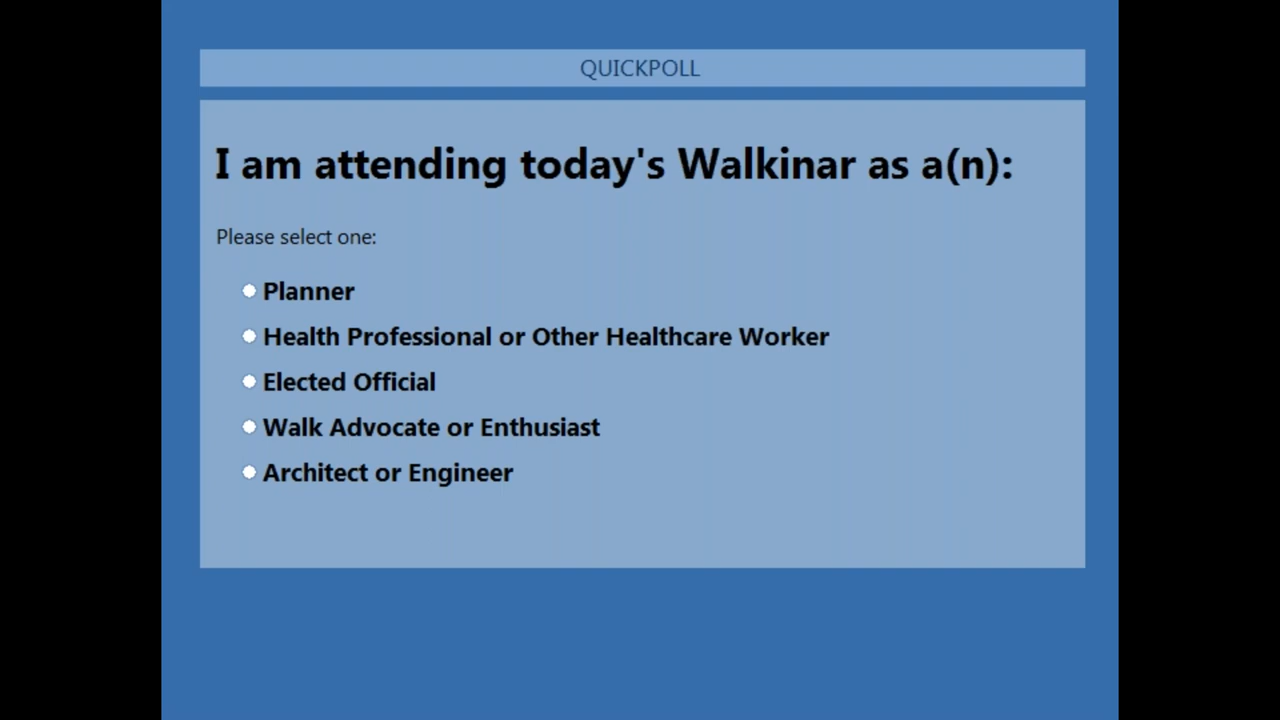 QUICKPOLL
I am attending today's Walkinar as a(n):
Please select one:
Planner
Health Professional or Other Healthcare Worker
Elected Official
Walk Advocate or Enthusiast
Architect or Engineer